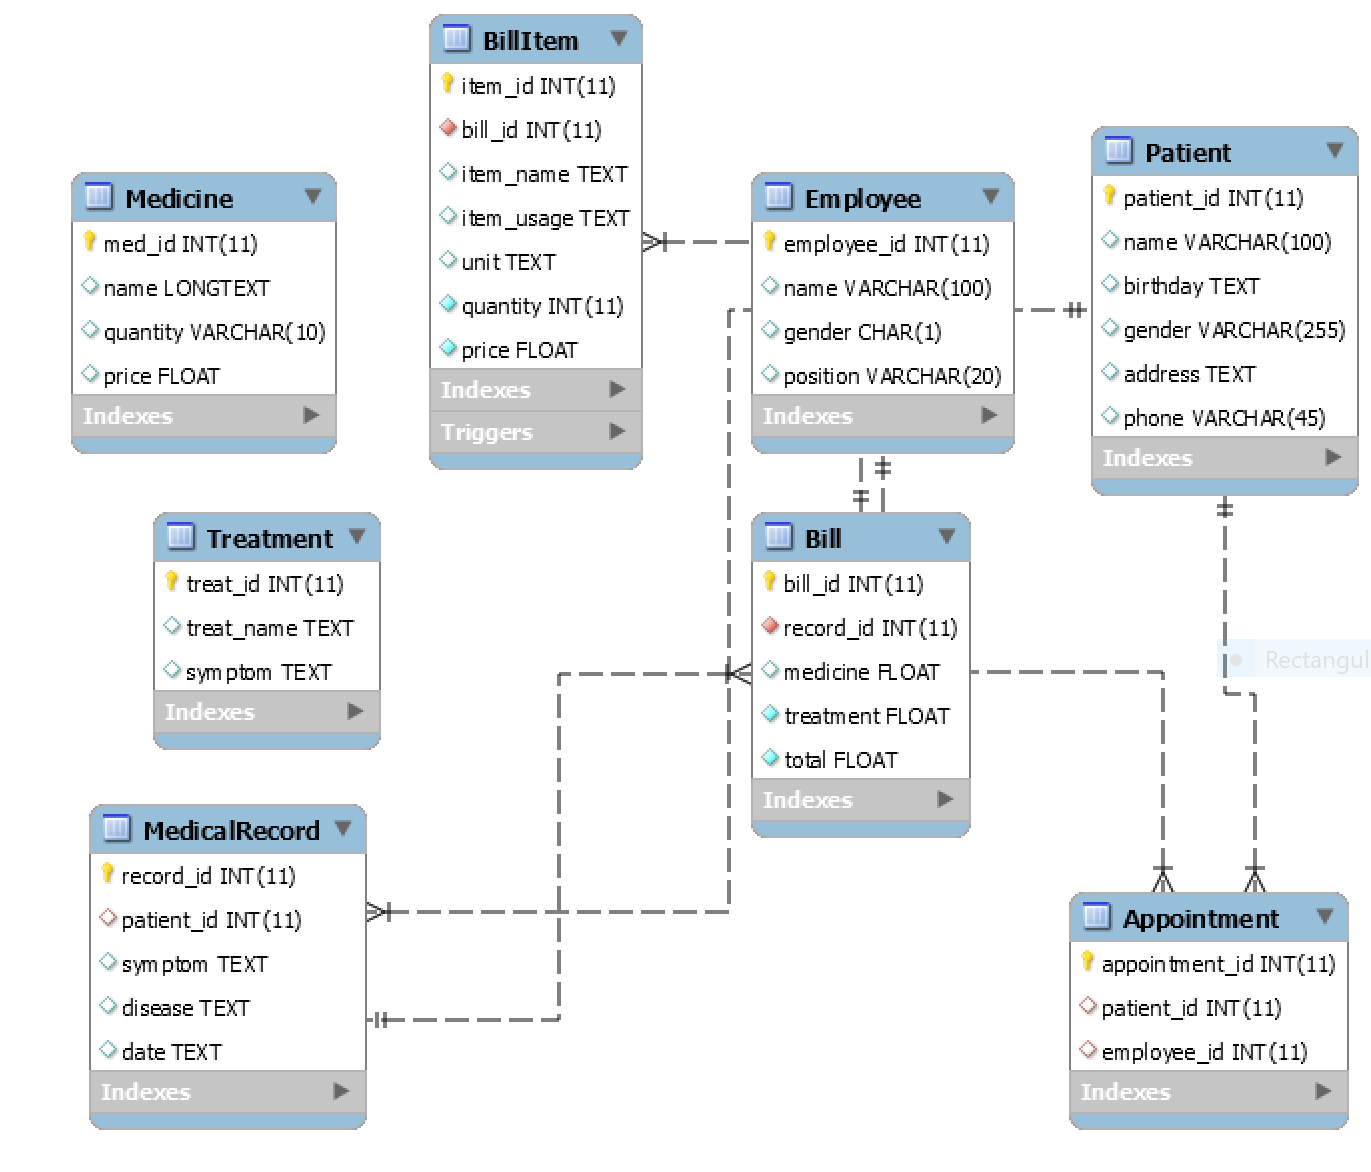 BillItem
item_id INT(11)
bill_id INT(11)
item_name TEXT
item_usage TEXT
unit TEXT
quantity INT(11)
price FLOAT
Indexes
Triggers
Medicine
med_id INT(11)
name LONGTEXT
quantity VARCHAR(10)
price FLOAT
Indexes
Employee
employee_id INT(11)
name VARCHAR(100)
gender CHAR(1)
position VARCHAR(20)
Indexes
Patient
patient_id INT(11)
name VARCHAR(100)
birthday TEXT
gender VARCHAR(255)
address TEXT
phone VARCHAR(45)
Indexes
Treatment
treat_id INT(11)
treat_name TEXT
symptom TEXT
Indexes
Bill
bill_id INT(11)
record_id INT(11)
medicine FLOAT
treatment FLOAT
total FLOAT
Indexes
Rectangul
MedicalRecord
record_id INT(11)
patient_id INT(11)
symptom TEXT
disease TEXT
date TEXT
Indexes
Appointment
appointment_id INT(11)
patient_id INT(11)
employee_id INT(11)
Indexes